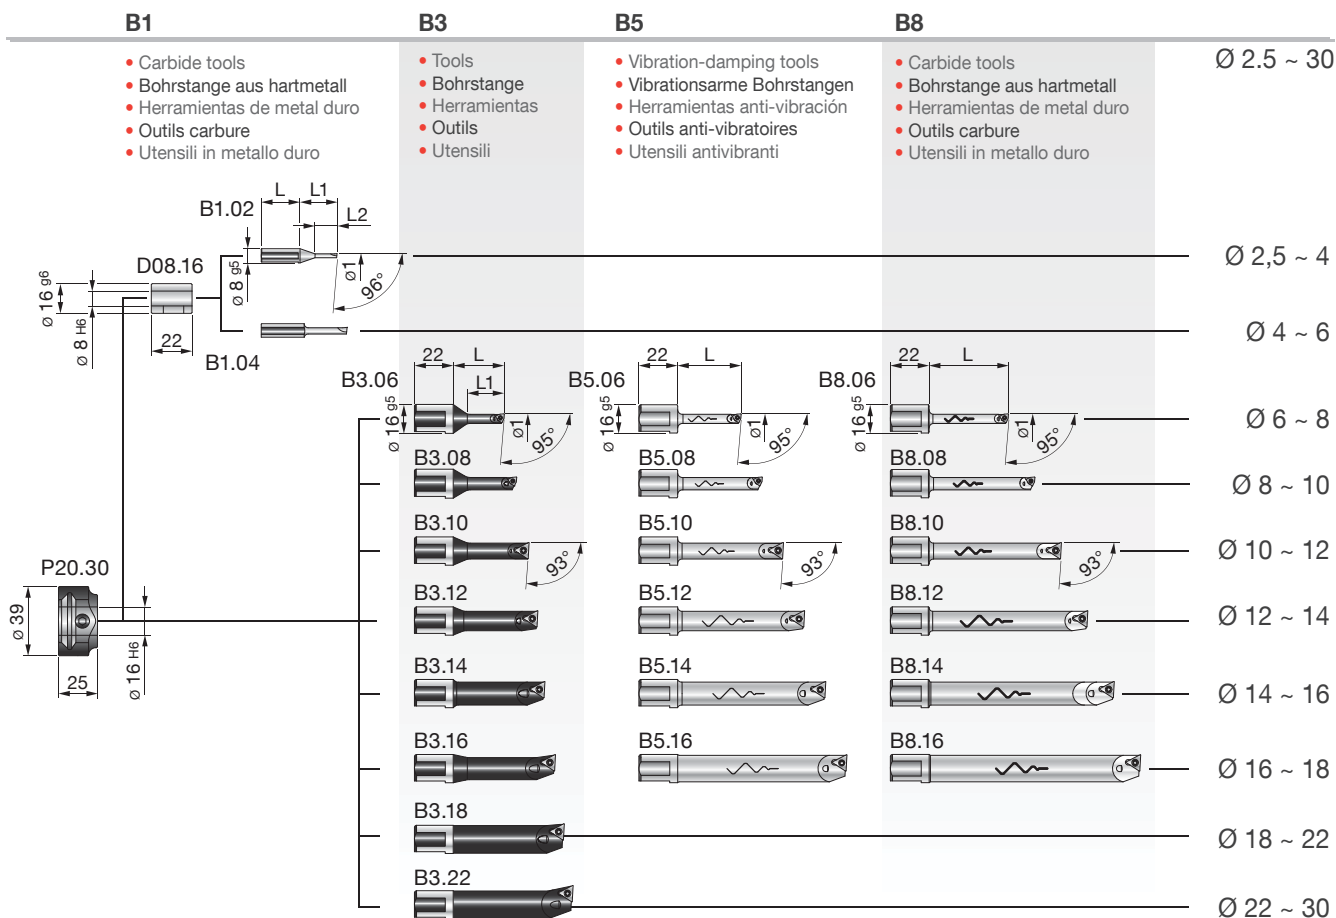 B1
B3
B5
B8
Ø 2.5 ~ 30
• Carbide tools
• Bohrstange aus hartmetall
• Herramientas de metal duro
• Outils carbure
• Utensili in metallo duro
• Tools
• Bohrstange
• Herramientas
• Outils
• Utensili
• Vibration-damping tools
• Vibrationsarme Bohrstangen
• Herramientas anti-vibración
• Outils anti-vibratoires
• Utensili antivibranti
• Carbide tools
• Bohrstange aus hartmetall
• Herramientas de metal duro
• Outils carbure
• Utensili in metallo duro
L
L1
L2
B1.02
Ø 8 g5
Ø1
96°
Ø 2,5 ~ 4
D08.16
Ø 16 g6
Ø 8 H6
22
B1.04
Ø 4 ~ 6
22
L
L1
B3.06
Ø 16 g5
Ø1
95°
22
L
B5.06
Ø 16 g5
Ø1
95°
22
L
B8.06
Ø 16 g5
Ø1
95°
Ø 6 ~ 8
B3.08
B5.08
B8.08
Ø 8 ~ 10
B3.10
93°
B5.10
93°
B8.10
93°
Ø 10 ~ 12
P20.30
Ø 39
25
Ø 16 H6
B3.12
B5.12
B8.12
Ø 12 ~ 14
B3.14
B5.14
B8.14
Ø 14 ~ 16
B3.16
B5.16
B8.16
Ø 16 ~ 18
B3.18
Ø 18 ~ 22
B3.22
Ø 22 ~ 30